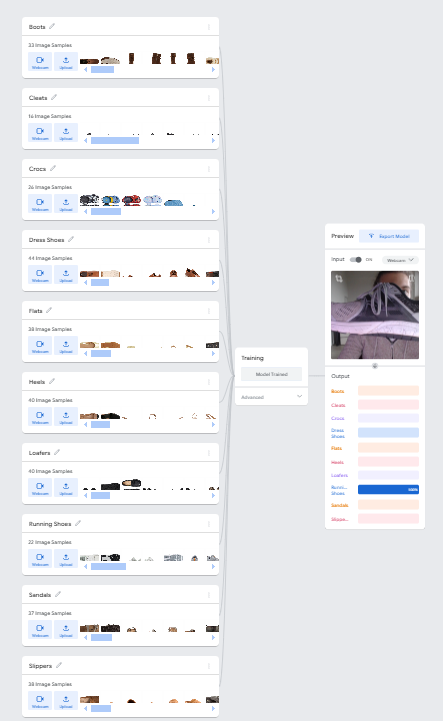 Boots
33 Image Samples
Webcam
Upload
Cleats
16 Image Samples
Webcam
Upload
Crocs
26 Image Samples
Webcam
Upload
Dress Shoes
44 Image Samples
Webcam
Upload
Flats
38 Image Samples
Webcam
Upload
Heels
40 Image Samples
Webcam
Upload
Loafers
40 Image Samples
Webcam
Upload
Running Shoes
22 Image Samples
Webcam
Upload
Sandals
37 Image Samples
Webcam
Upload
Slippers
38 Image Samples
Webcam
Upload
Training
Model Trained
Advanced
Preview
Export Model
Input
ON
Webcam
Output
Boots
Cleats
Crocs
Dress
Shoes
Flats
Heels
Loafers
Runni...
Shoes
100%
Sandals
Slippe...